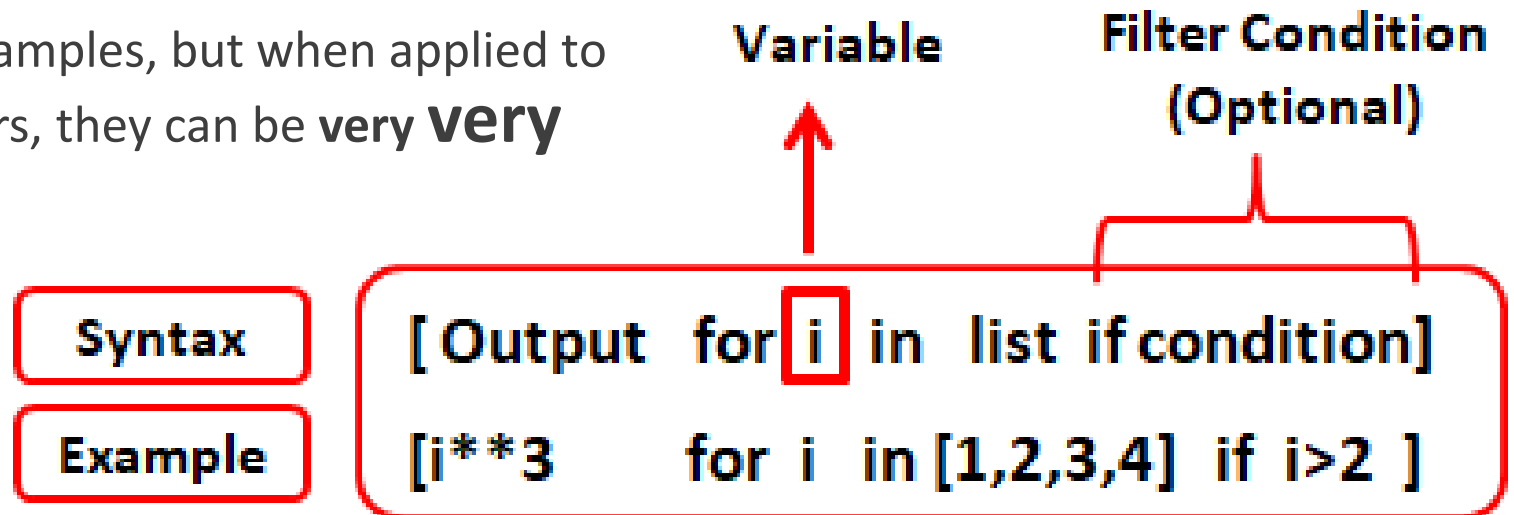 amples, but when applied to
rs, they can be very very
Variable
Filter Condition
(Optional)
Syntax
[ Output for i in list if condition]
Example
[i**3 for i in [1,2,3,4] if i>2 ]